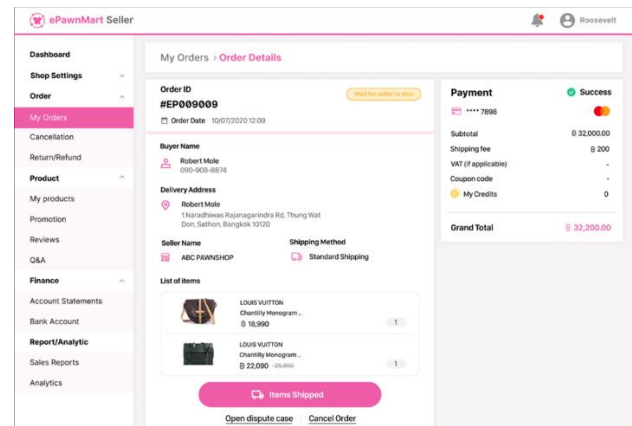 ePawnMart Seller
Roosevelt
Dashboard
Shop Settings
Order
My Orders
Cancellation
Return/Refund
Product
My products
Promotion
Reviews
Q&A
Finance
Account Statements
Bank Account
Report/Analytic
Sales Reports
Analytics
My Orders > Order Details
Order ID
Wait for seller to ship
#EP009009
Order Date 10/07/2020 12:09
Buyer Name
Robert Mole
090-908-8874
Delivery Address
Robert Mole
1 Naradhiwas Rajanagarindra Rd, Thung Wat
Don, Sathon, Bangkok 10120
Seller Name Shipping Method
ABC PAWNSHOP Standard Shipping
List of items
LOUIS VUITTON
Chantilly Monogram ..
฿ 18,990 1
LOUIS VUITTON
Chantilly Monogram ..
฿ 22,090 25,990 1
Items Shipped
Open dispute case Cancel Order
Payment Success
**** 7898
Subtotal ฿ 32,000.00
Shipping fee ฿ 200
VAT (if applicable) -
Coupon code -
My Credits 0
Grand Total ฿ 32,200.00